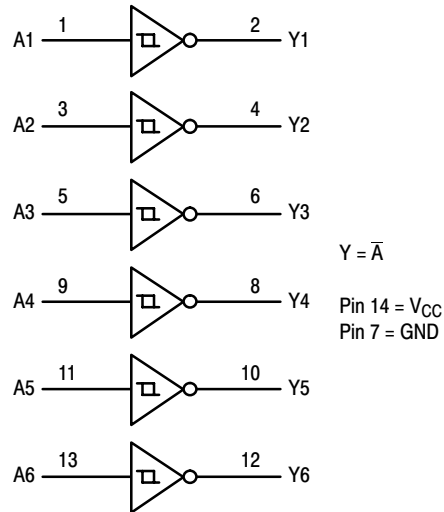 A1 1 2 Y1
A2 3 4 Y2
A3 5 6 Y3
Y = A̅
A4 9 8 Y4
Pin 14 = VCC
Pin 7 = GND
A5 11 10 Y5
A6 13 12 Y6